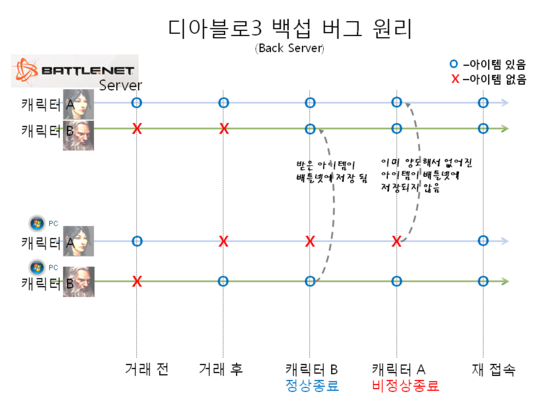 디아블로3 백섭 버그 원리
(Back Server)
O -아이템 있음
X -아이템 없음
BATTLENET
Server
캐릭터 A
캐릭터 B
받은 아이템이
배틀넷에 저장 됨
이미 양도해서 없어진
아이템이 배틀넷에
저장되지 않음
PC
캐릭터 A
PC
캐릭터 B
거래 전
거래 후
캐릭터 B
정상종료
캐릭터 A
비정상종료
재 접속